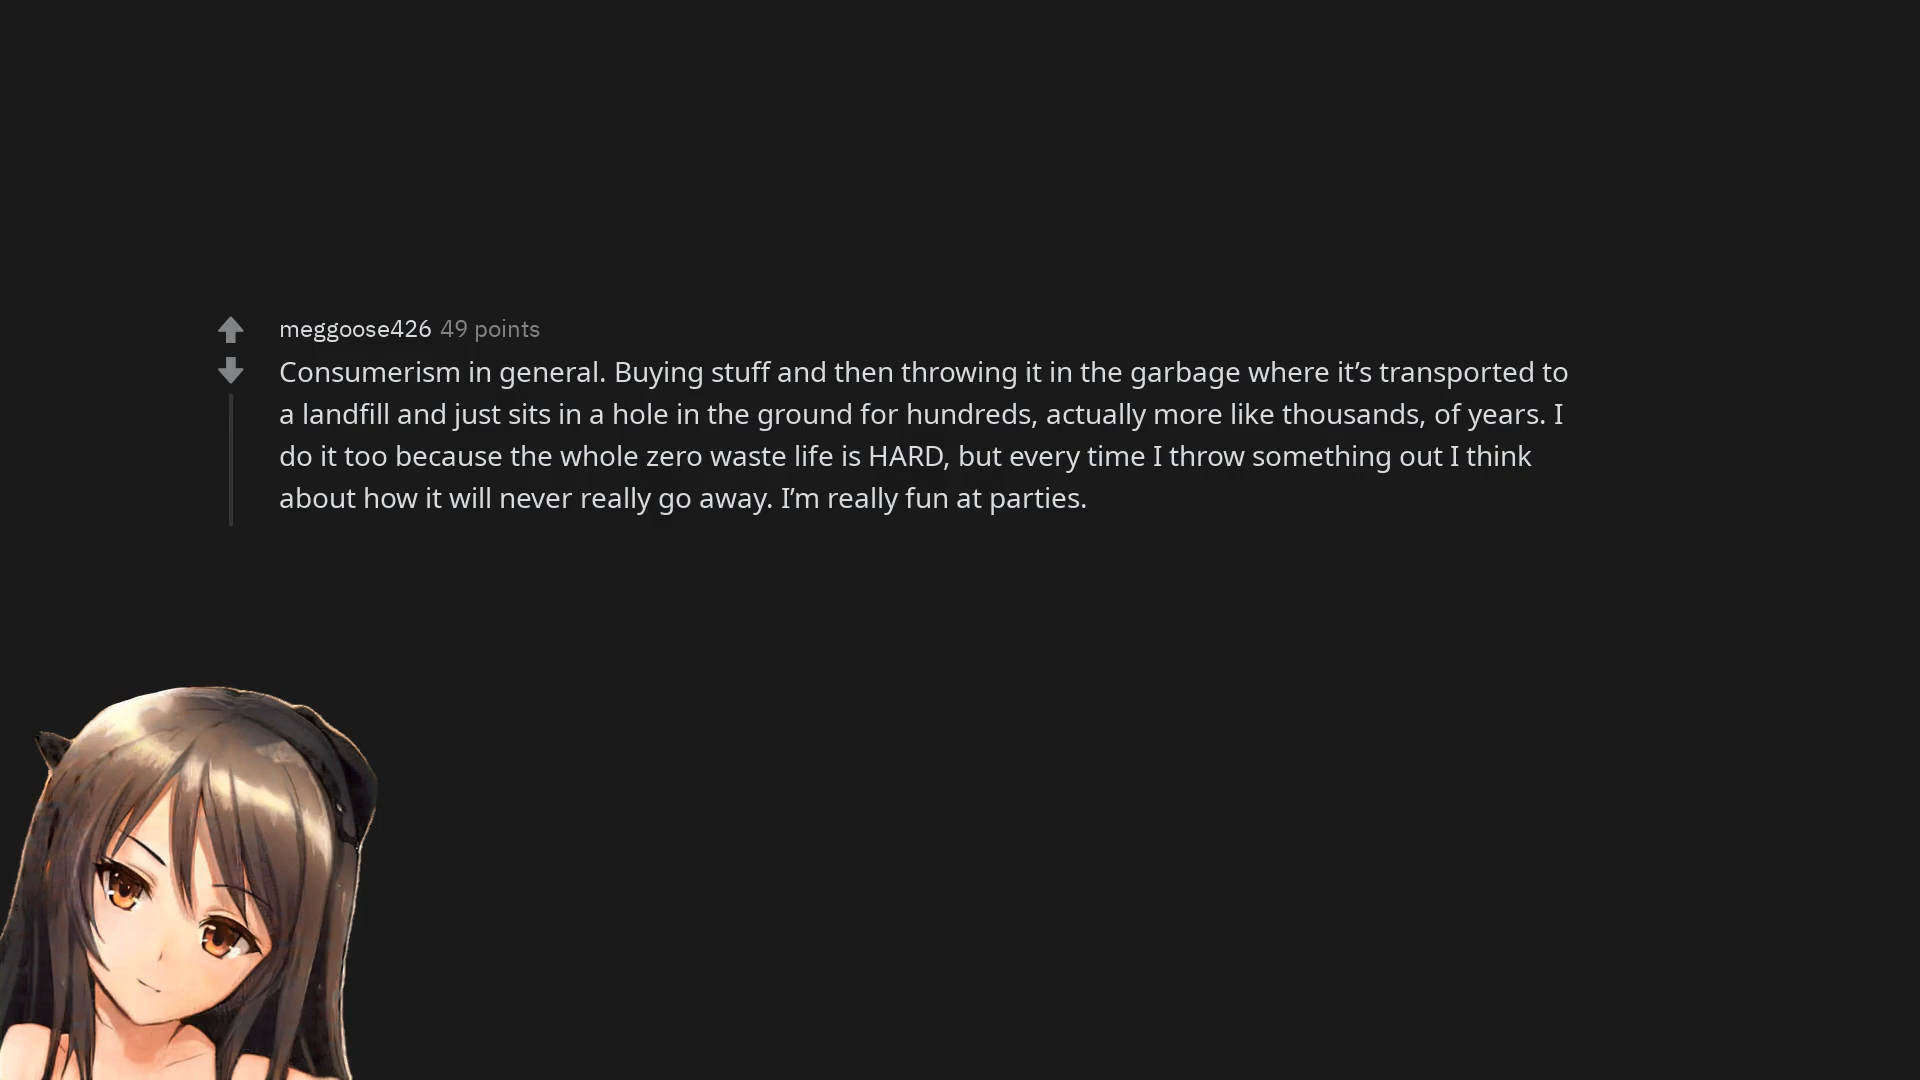 meggoose426 49 points
Consumerism in general. Buying stuff and then throwing it in the garbage where it’s transported to
a landfill and just sits in a hole in the ground for hundreds, actually more like thousands, of years. I
do it too because the whole zero waste life is HARD, but every time I throw something out I think
about how it will never really go away. I’m really fun at parties.